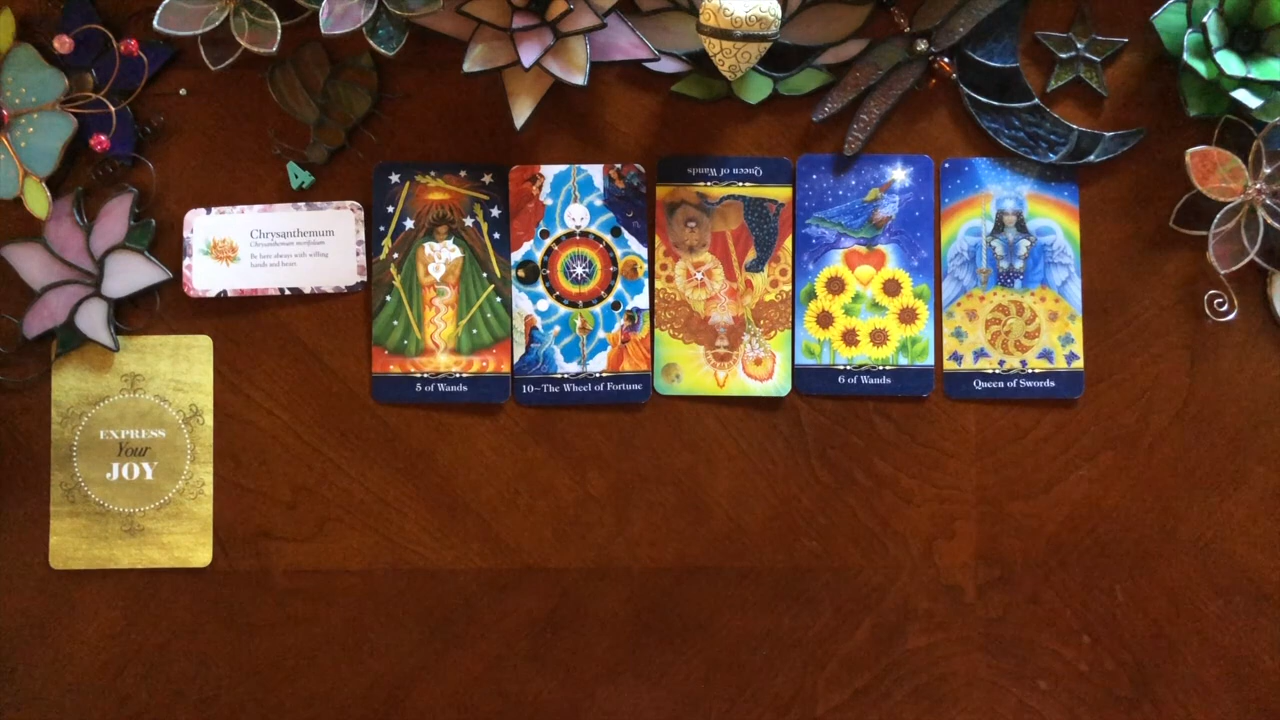 4
Chrysanthemum
Chrysanthemum morifolium
Be here always with willing
hands and heart
EXPRESS
Your
JOY
5 of Wands
10~The Wheel of Fortune
Queen of Wands
6 of Wands
Queen of Swords